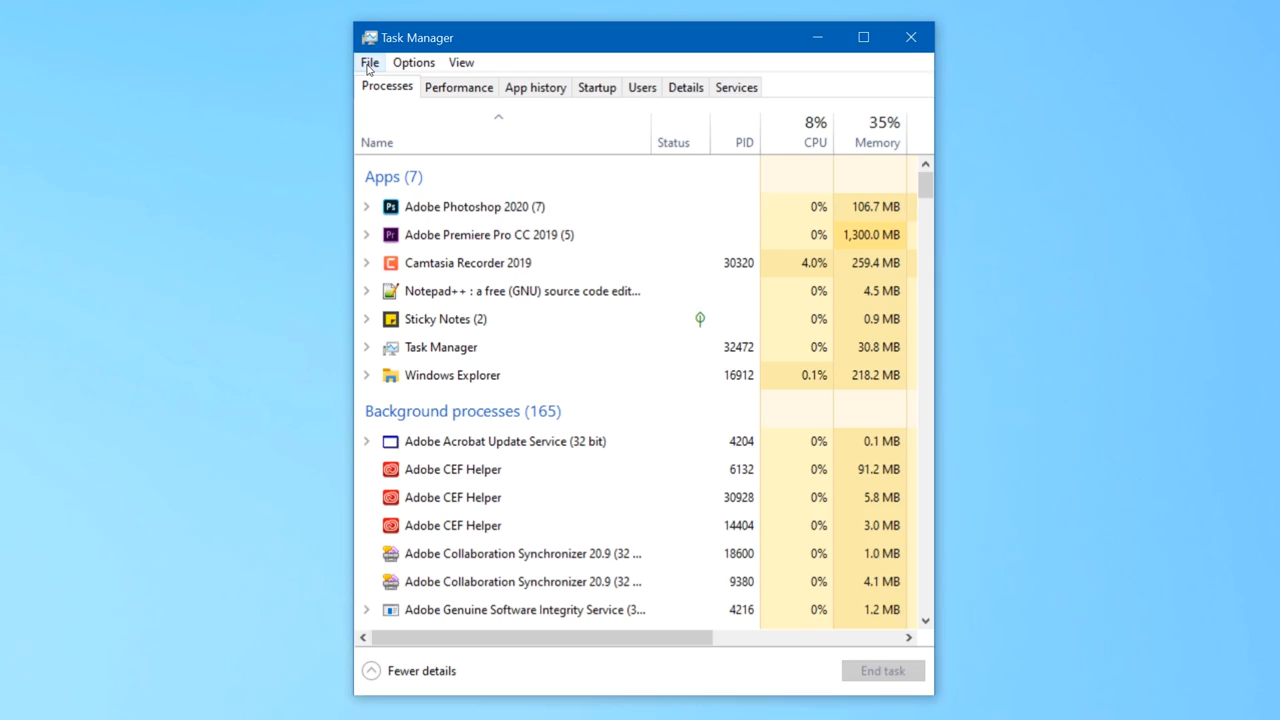 Task Manager
File Options View
Processes Performance App history Startup Users Details Services
8% 35%
Name Status PID CPU Memory
Apps (7)
Adobe Photoshop 2020 (7) 0% 106.7 MB
Adobe Premiere Pro CC 2019 (5) 0% 1,300.0 MB
Camtasia Recorder 2019 30320 4.0% 259.4 MB
Notepad++ : a free (GNU) source code edit... 0% 4.5 MB
Sticky Notes (2) 0% 0.9 MB
Task Manager 32472 0% 30.8 MB
Windows Explorer 16912 0.1% 218.2 MB
Background processes (165)
Adobe Acrobat Update Service (32 bit) 4204 0% 0.1 MB
Adobe CEF Helper 6132 0% 91.2 MB
Adobe CEF Helper 30928 0% 5.8 MB
Adobe CEF Helper 14404 0% 3.0 MB
Adobe Collaboration Synchronizer 20.9 (32 ... 18600 0% 1.0 MB
Adobe Collaboration Synchronizer 20.9 (32 ... 9380 0% 4.1 MB
Adobe Genuine Software Integrity Service (3... 4216 0% 1.2 MB
Fewer details End task